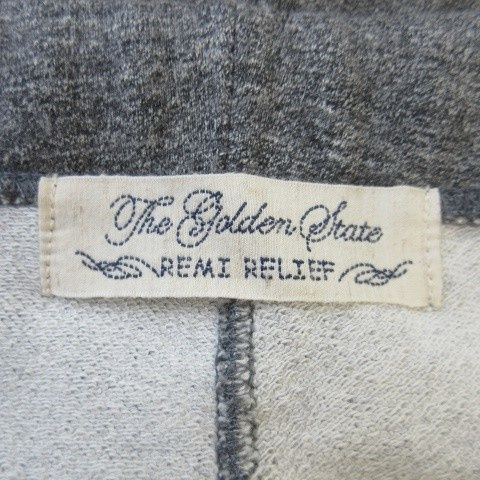 The Golden State
REMI RELIEF